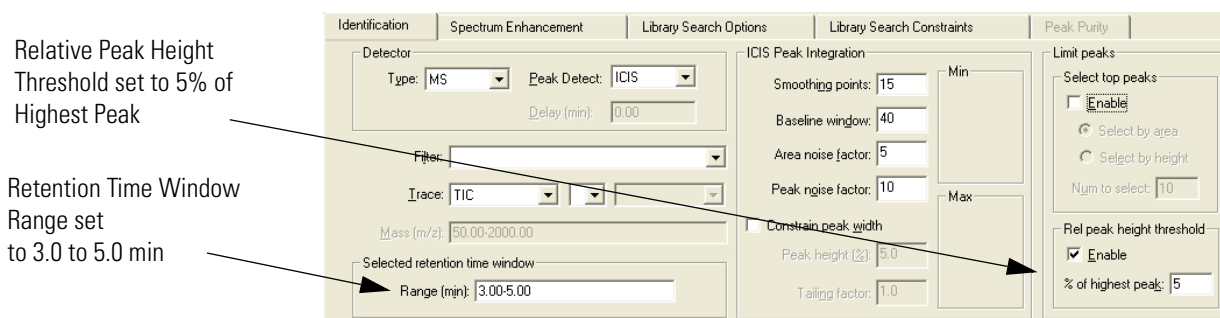 Relative Peak Height
Threshold set to 5% of
Highest Peak
Retention Time Window
Range set
to 3.0 to 5.0 min
Identification
Spectrum Enhancement
Library Search Options
Library Search Constraints
Peak Purity
Detector
Type: MS
Peak Detect: ICIS
Delay (min): 0.00
Filter:
Trace: TIC
Mass (m/z): 50.00-2000.00
Selected retention time window
Range (min): 3.00-5.00
ICIS Peak Integration
Smoothing points: 15
Baseline window: 40
Area noise factor: 5
Peak noise factor: 10
Constrain peak width
Peak height (%): 5.0
Tailing factor: 1.0
Min
Max
Limit peaks
Select top peaks
Enable
Select by area
Select by height
Num to select: 10
Rel peak height threshold
Enable
% of highest peak: 5